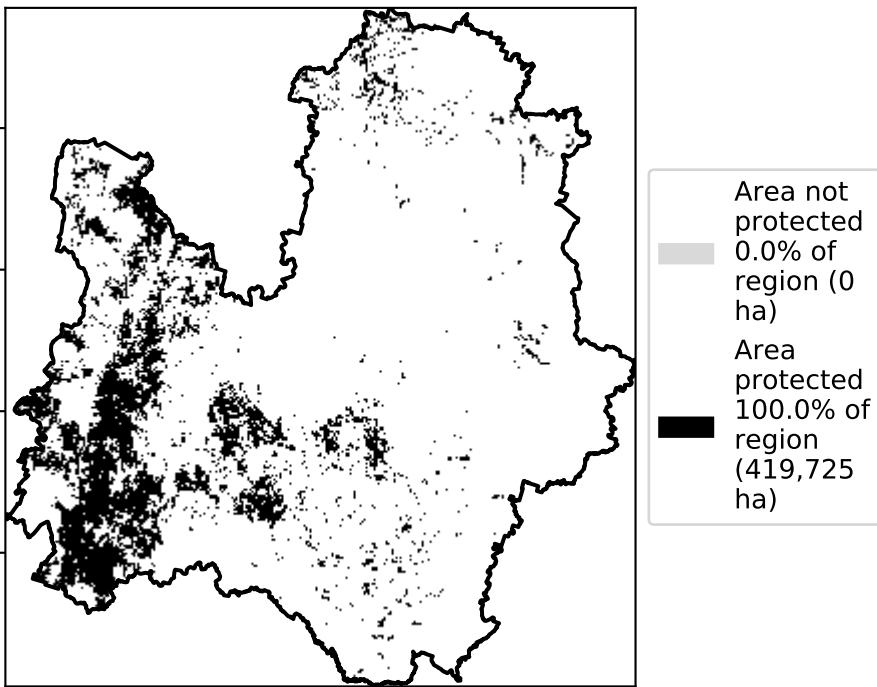 Area not
protected
0.0% of
region (0
ha)
Area
protected
100.0% of
region
(419,725
ha)